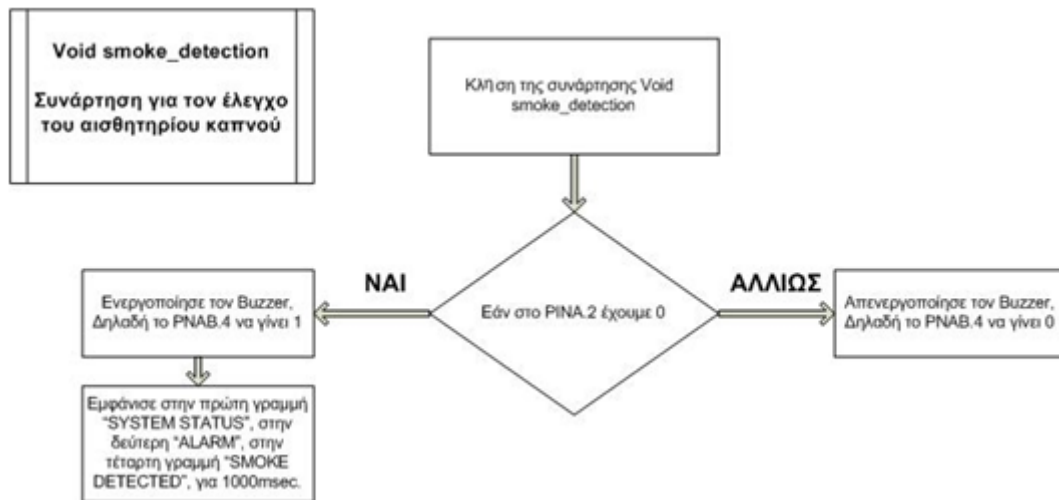 Void smoke_detection
Συνάρτηση για τον έλεγχο
του αισθητηρίου καπνού
Κλήση της συνάρτησης Void
smoke_detection
ΝΑΙ
ΑΛΛΙΩΣ
Ενεργοποίησε τον Buzzer,
Δηλαδή το PNAB.4 να γίνει 1
Εάν στο PINA.2 έχουμε 0
Απενεργοποίησε τον Buzzer,
Δηλαδή το PNAB.4 να γίνει 0
Εμφάνισε στην πρώτη γραμμή
“SYSTEM STATUS”, στην
δεύτερη “ALARM”, στην
τέταρτη γραμμή “SMOKE
DETECTED”, για 1000msec.